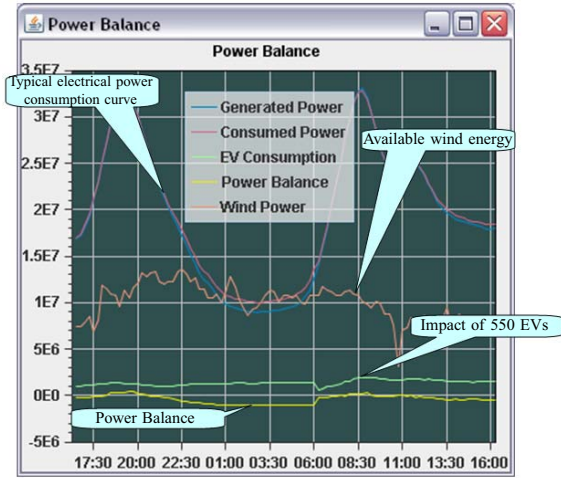 Power Balance
Power Balance
3.5E7
3E7
2.5E7
2E7
1.5E7
1E7
5E6
0E0
-5E6
Typical electrical power
consumption curve
Generated Power
Consumed Power
EV Consumption
Power Balance
Wind Power
Available wind energy
Impact of 550 EVs
Power Balance
17:30 20:00 22:30 01:00 03:30 06:00 08:30 11:00 13:30 16:00